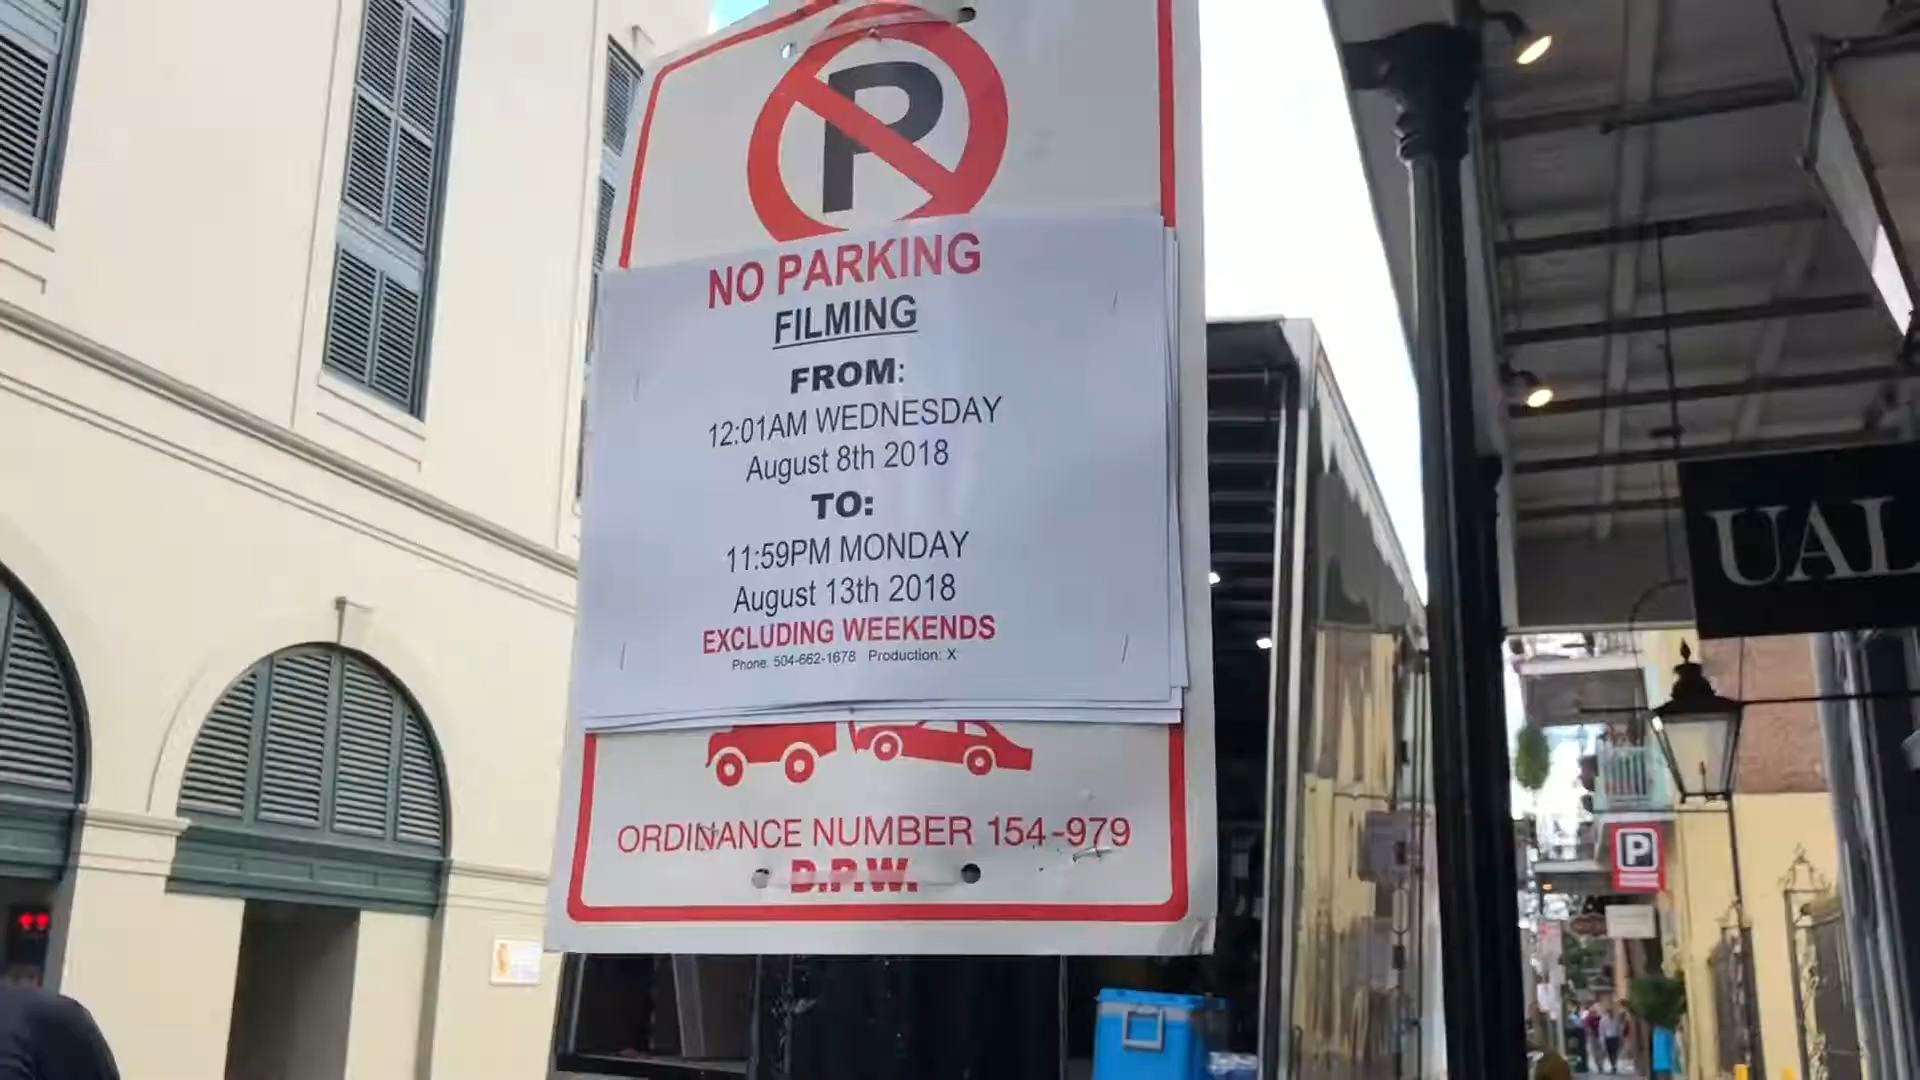 P
NO PARKING
FILMING
FROM:
12:01AM WEDNESDAY
August 8th 2018
TO:
11:59PM MONDAY
August 13th 2018
EXCLUDING WEEKENDS
Phone: 504-662-1678 Production: X
ORDINANCE NUMBER 154-979
D.P.W.
UAL
P